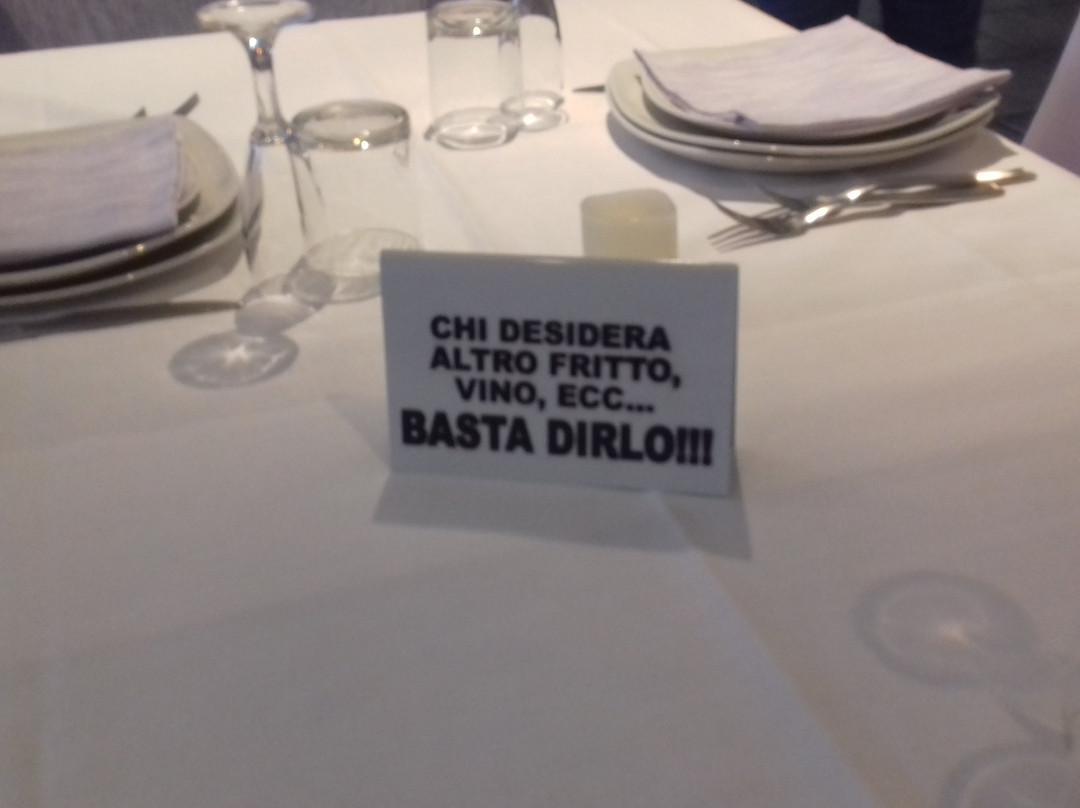 CHI DESIDERA
ALTRO FRITTO,
VINO, ECC...
BASTA DIRLO!!!